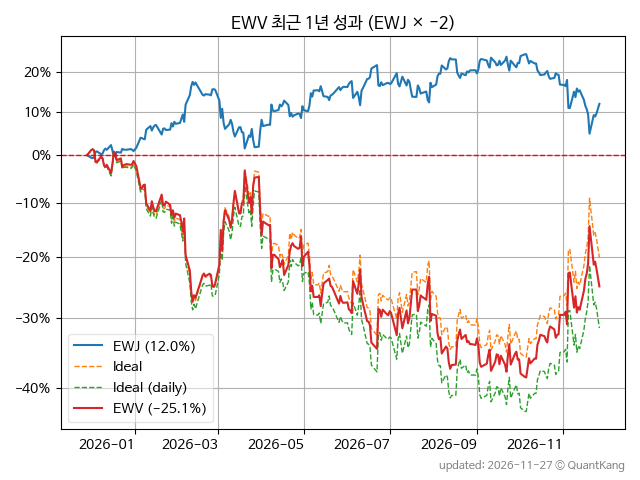 EWV 최근 1년 성과 (EWJ × -2)
20%
10%
0%
-10%
-20%
-30%
-40%
EWJ (12.0%)
Ideal
Ideal (daily)
EWV (-25.1%)
2026-01 2026-03 2026-05 2026-07 2026-09 2026-11
updated: 2026-11-27 © QuantKang